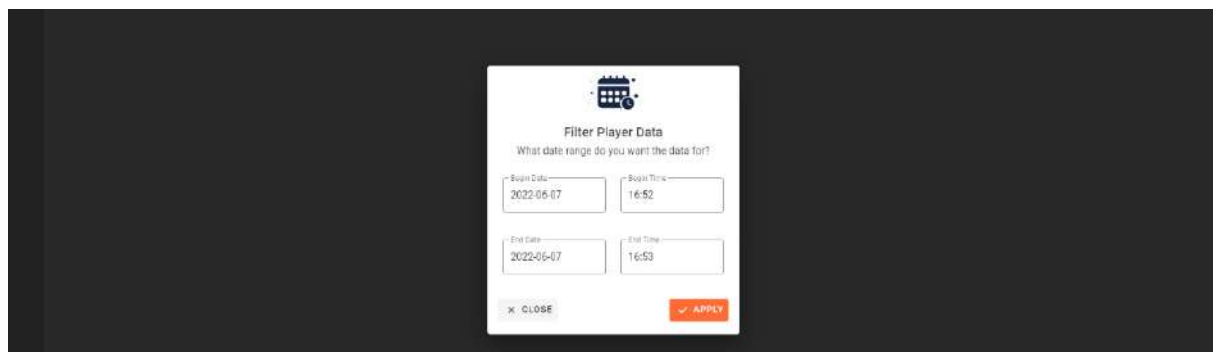 Filter Player Data
What date range do you want the data for?
Begin Date
Begin Time
2022-06-07
16:52
End Date
End Time
2022-06-07
16:53
× CLOSE
✓ APPLY